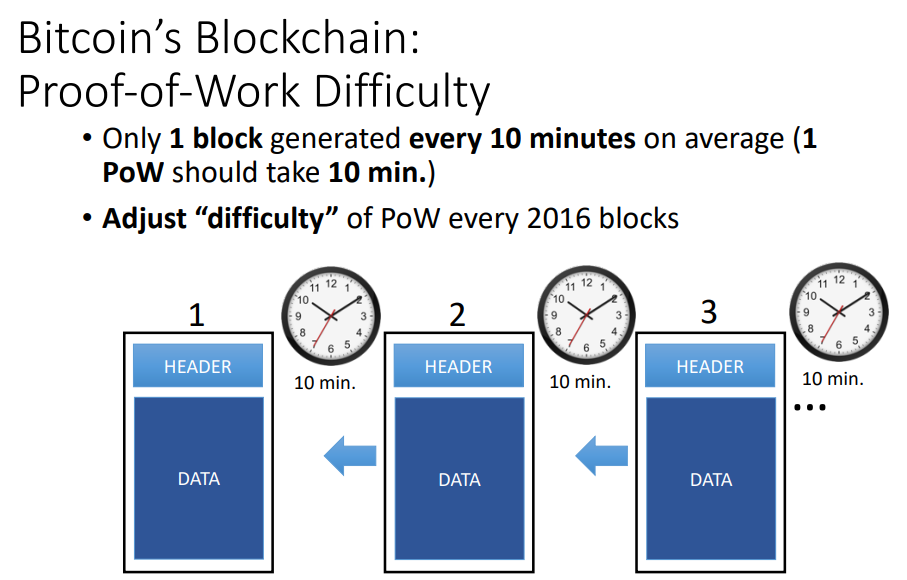 Bitcoin's Blockchain:
Proof-of-Work Difficulty
• Only 1 block generated every 10 minutes on average (1
PoW should take 10 min.)
• Adjust “difficulty” of PoW every 2016 blocks
1
2
3
12 1 2 3 4 5 6 7 8 9 10 11
12 1 2 3 4 5 6 7 8 9 10 11
12 1 2 3 4 5 6 7 8 9 10 11
HEADER
HEADER
HEADER
10 min.
10 min.
10 min.
...
DATA
DATA
DATA